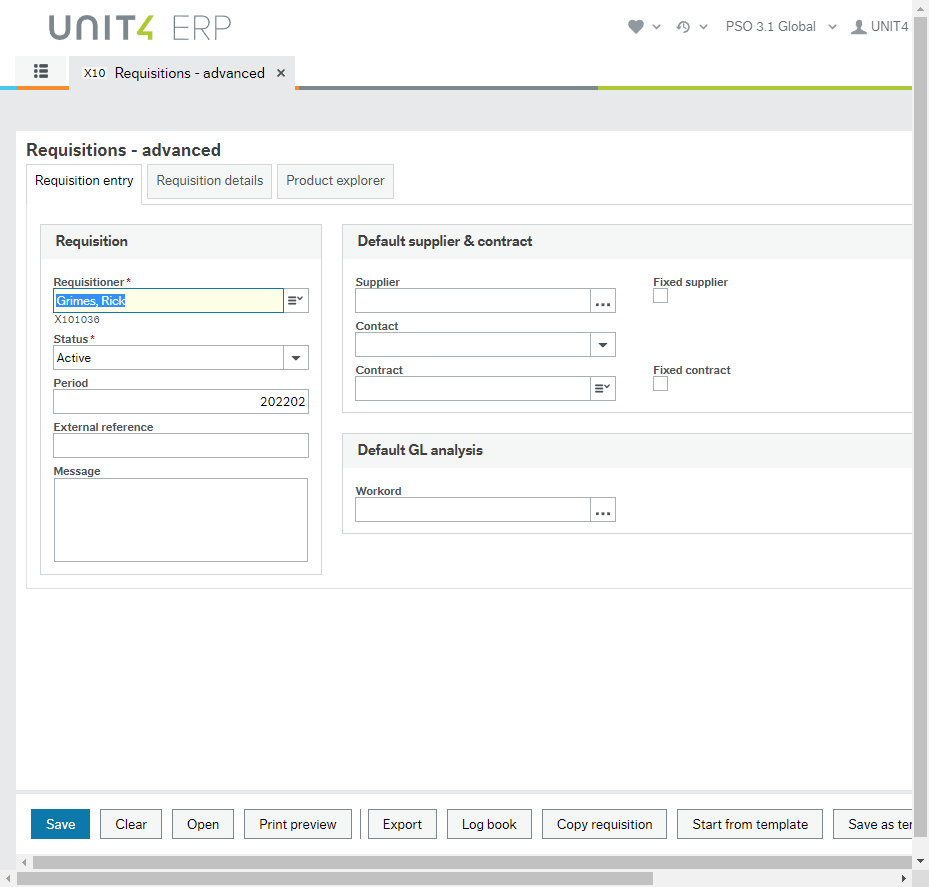 UNIT4 ERP
PSO 3.1 Global
UNIT4
X10 Requisitions - advanced ×
Requisitions - advanced
Requisition entry
Requisition details
Product explorer
Requisition
Requisitioner*
Grimes, Rick
X101036
Status*
Active
Period
202202
External reference
Message
Default supplier & contract
Supplier
...
Fixed supplier
Contact
Contract
Fixed contract
Default GL analysis
Workord
...
Save
Clear
Open
Print preview
Export
Log book
Copy requisition
Start from template
Save as ter